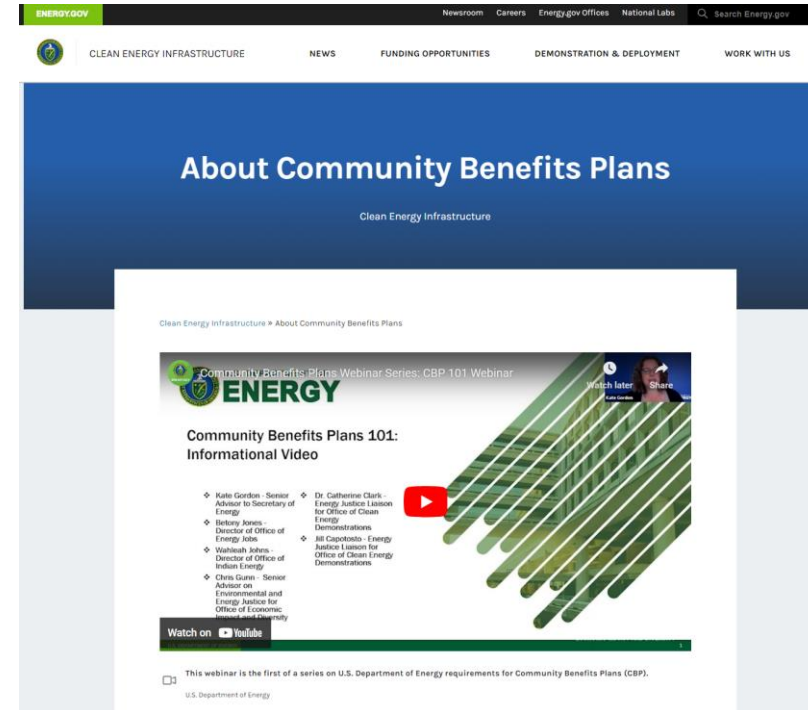 ENERGY.GOV
Newsroom Careers Energy.gov Offices National Labs Search Energy.gov
CLEAN ENERGY INFRASTRUCTURE NEWS FUNDING OPPORTUNITIES DEMONSTRATION & DEPLOYMENT WORK WITH US
About Community Benefits Plans
Clean Energy Infrastructure
Clean Energy Infrastructure » About Community Benefits Plans
Community Benefits Plans Webinar Series: CBP 101 Webinar
Watch later Share
Kate Gordon
ENERGY
Community Benefits Plans 101:
Informational Video
❖ Kate Gordon - Senior
Advisor to Secretary of
Energy
❖ Betony Jones -
Director of Office of
Energy Jobs
❖ Wahleah Johns -
Director of Office of
Indian Energy
❖ Chris Gunn - Senior
Advisor on
Environmental and
Energy Justice for
Office of Economic
Impact and Diversity
❖ Dr. Catherine Clark -
Energy Justice Liaison
for Office of Clean
Energy
Demonstrations
❖ Jill Capotosto - Energy
Justice Liaison for
Office of Clean Energy
Demonstrations
Watch on YouTube
1
This webinar is the first of a series on U.S. Department of Energy requirements for Community Benefits Plans (CBP).
U.S. Department of Energy